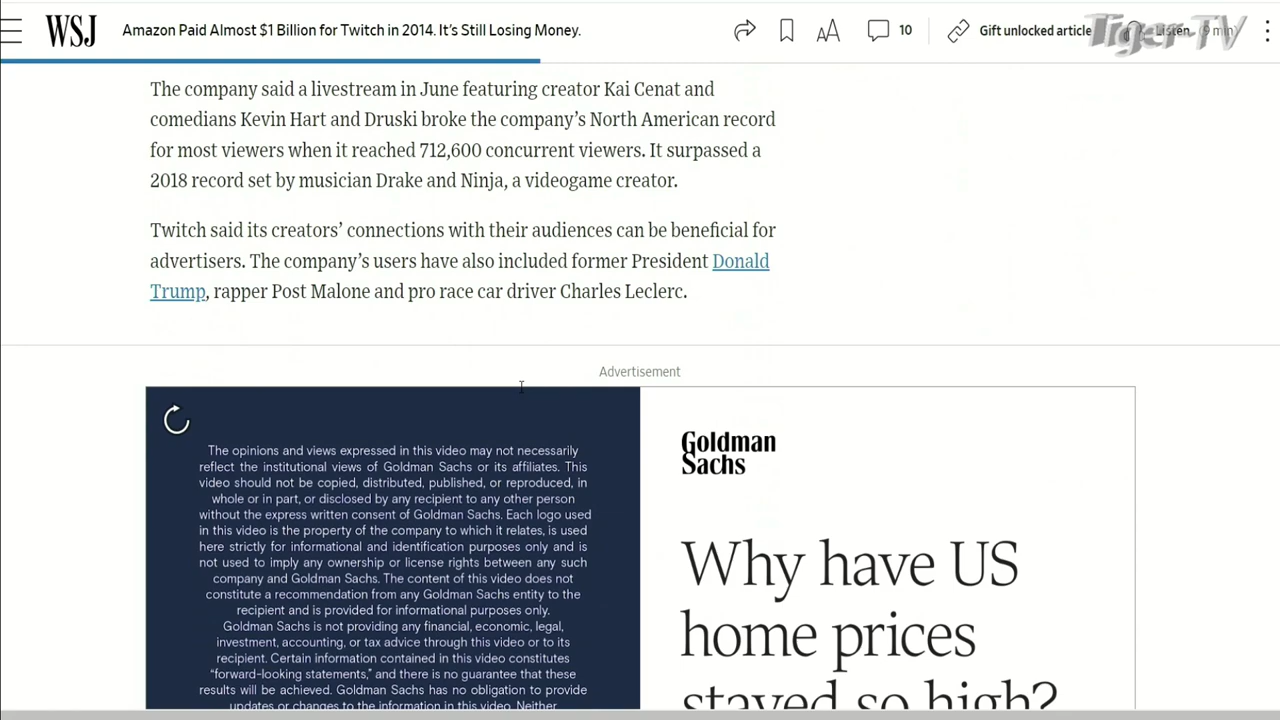 WSJ
Amazon Paid Almost $1 Billion for Twitch in 2014. It's Still Losing Money.
10
Gift unlocked article
Listen (9 min)
Tiger-TV
The company said a livestream in June featuring creator Kai Cenat and
comedians Kevin Hart and Druski broke the company's North American record
for most viewers when it reached 712,600 concurrent viewers. It surpassed a
2018 record set by musician Drake and Ninja, a videogame creator.
Twitch said its creators' connections with their audiences can be beneficial for
advertisers. The company's users have also included former President Donald
Trump, rapper Post Malone and pro race car driver Charles Leclerc.
Advertisement
The opinions and views expressed in this video may not necessarily
reflect the institutional views of Goldman Sachs or its affiliates. This
video should not be copied, distributed, published, or reproduced, in
whole or in part, or disclosed by any recipient to any other person
without the express written consent of Goldman Sachs. Each logo used
in this video is the property of the company to which it relates, is used
here strictly for informational and identification purposes only and is
not used to imply any ownership or license rights between any such
company and Goldman Sachs. The content of this video does not
constitute a recommendation from any Goldman Sachs entity to the
recipient and is provided for informational purposes only.
Goldman Sachs is not providing any financial, economic, legal,
investment, accounting, or tax advice through this video or to its
recipient. Certain information contained in this video constitutes
"forward-looking statements," and there is no guarantee that these
results will be achieved. Goldman Sachs has no obligation to provide
updates or changes to the information in this video. Neither
Goldman
Sachs
Why have US
home prices
stayed so high?